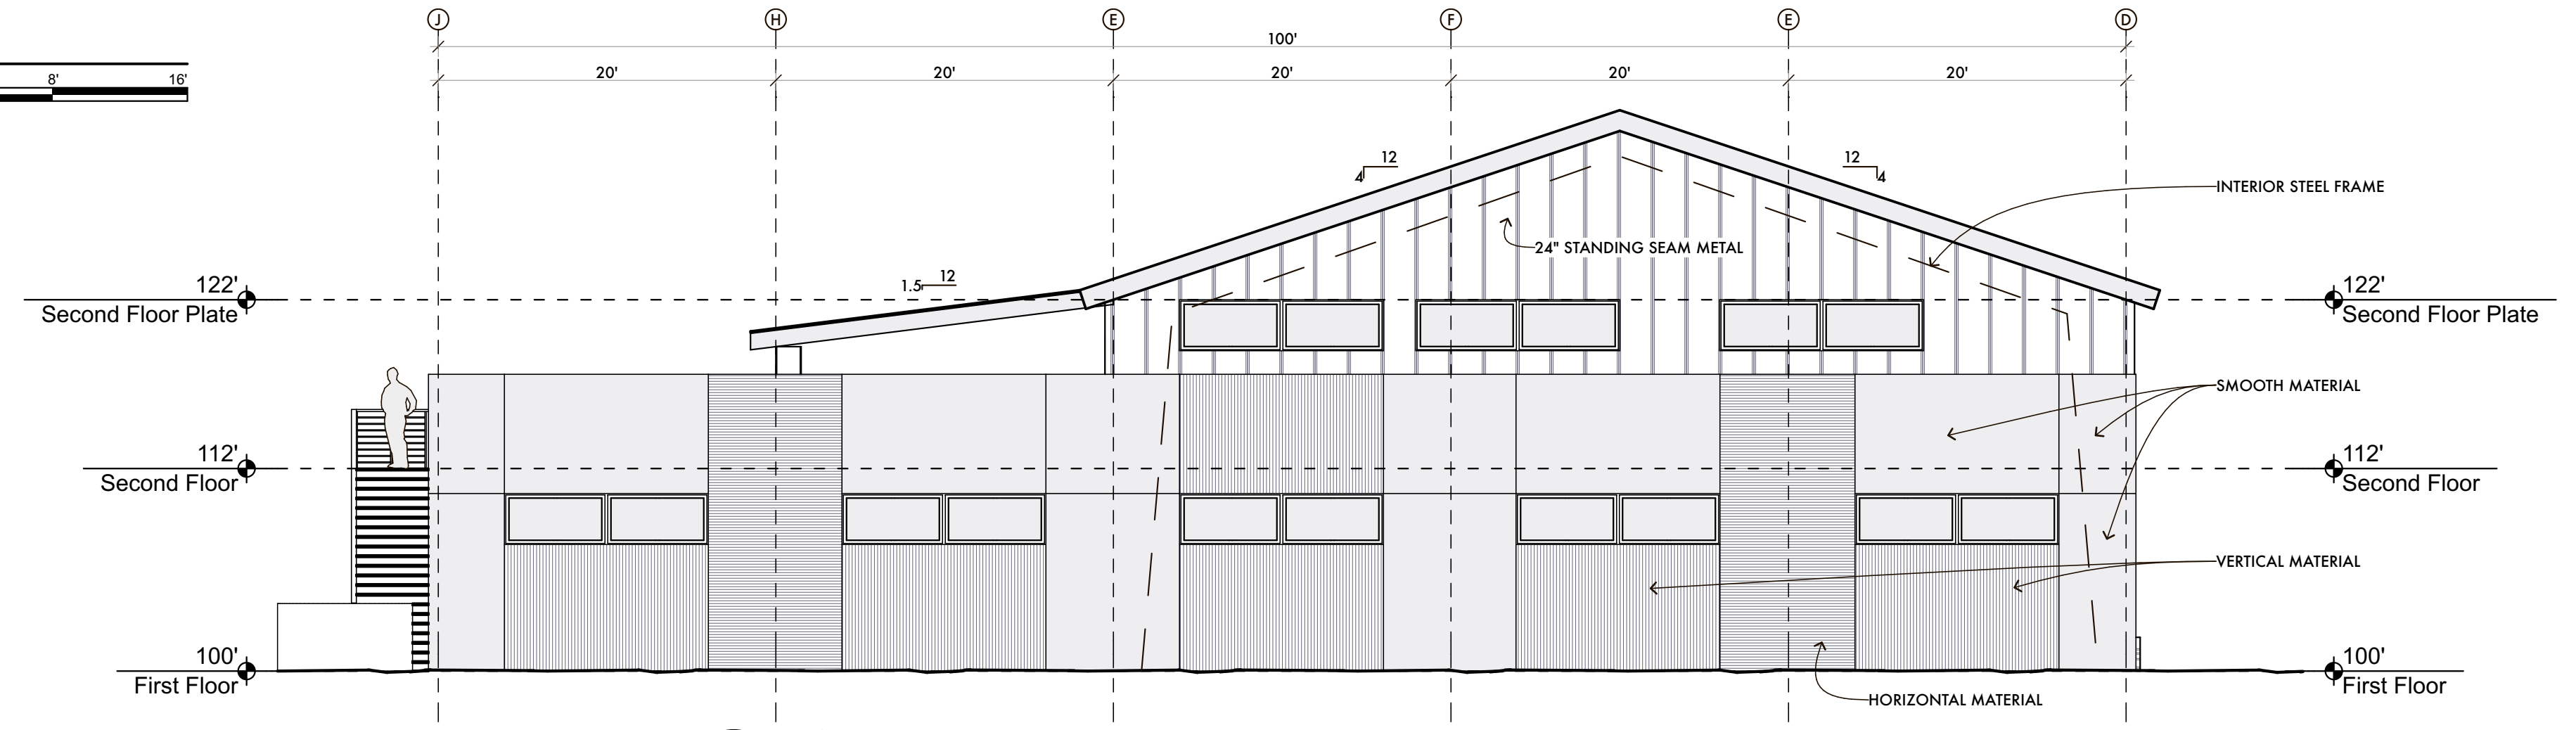 J H E F E D
100'
20' 20' 20' 20' 20'
8' 16'
12
4
12
4
INTERIOR STEEL FRAME
24" STANDING SEAM METAL
12
1.5
122'
Second Floor Plate
122'
Second Floor Plate
SMOOTH MATERIAL
112'
Second Floor
112'
Second Floor
VERTICAL MATERIAL
100'
First Floor
100'
First Floor
HORIZONTAL MATERIAL